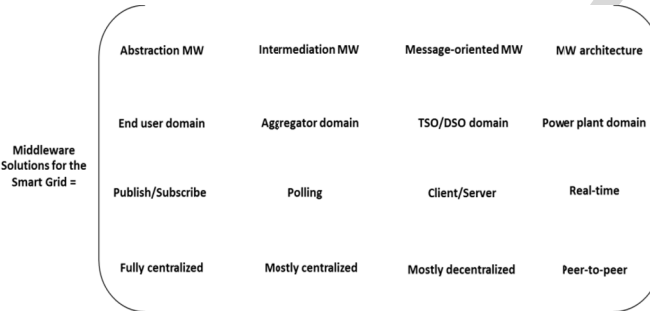 Abstraction MW Intermediation MW Message-oriented MW MW architecture
End user domain Aggregator domain TSO/DSO domain Power plant domain
Middleware
Solutions for the
Smart Grid =
Publish/Subscribe Polling Client/Server Real-time
Fully centralized Mostly centralized Mostly decentralized Peer-to-peer